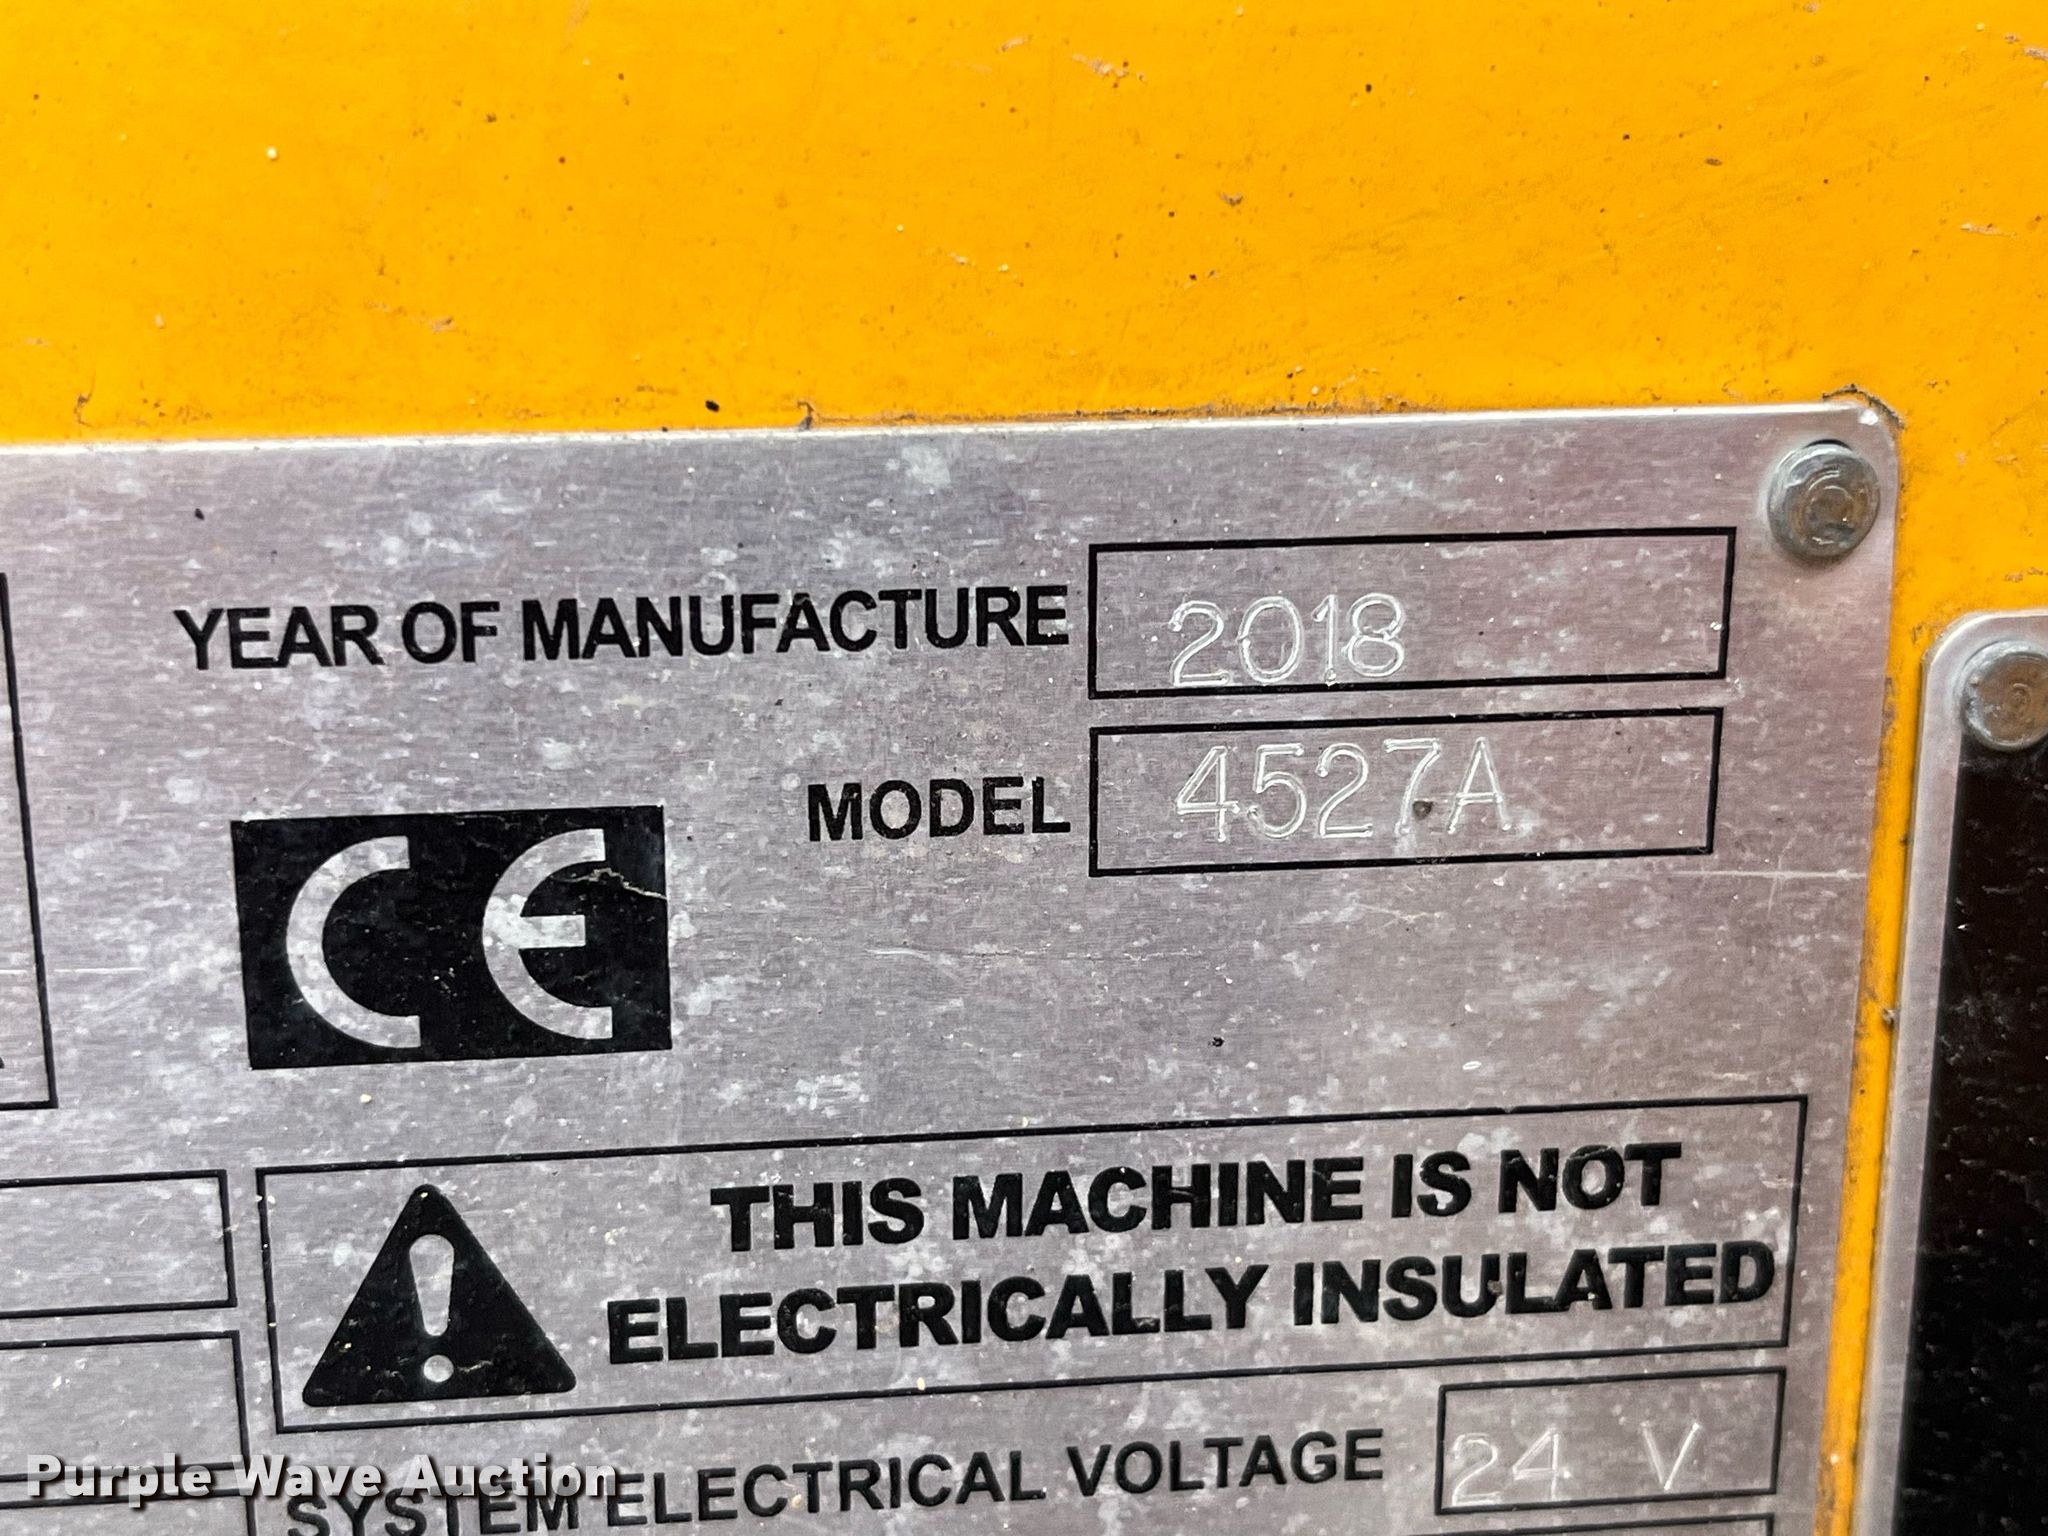 YEAR OF MANUFACTURE 2018
MODEL 4527A
CE
THIS MACHINE IS NOT
ELECTRICALLY INSULATED
SYSTEM ELECTRICAL VOLTAGE 24 V
Purple Wave Auction